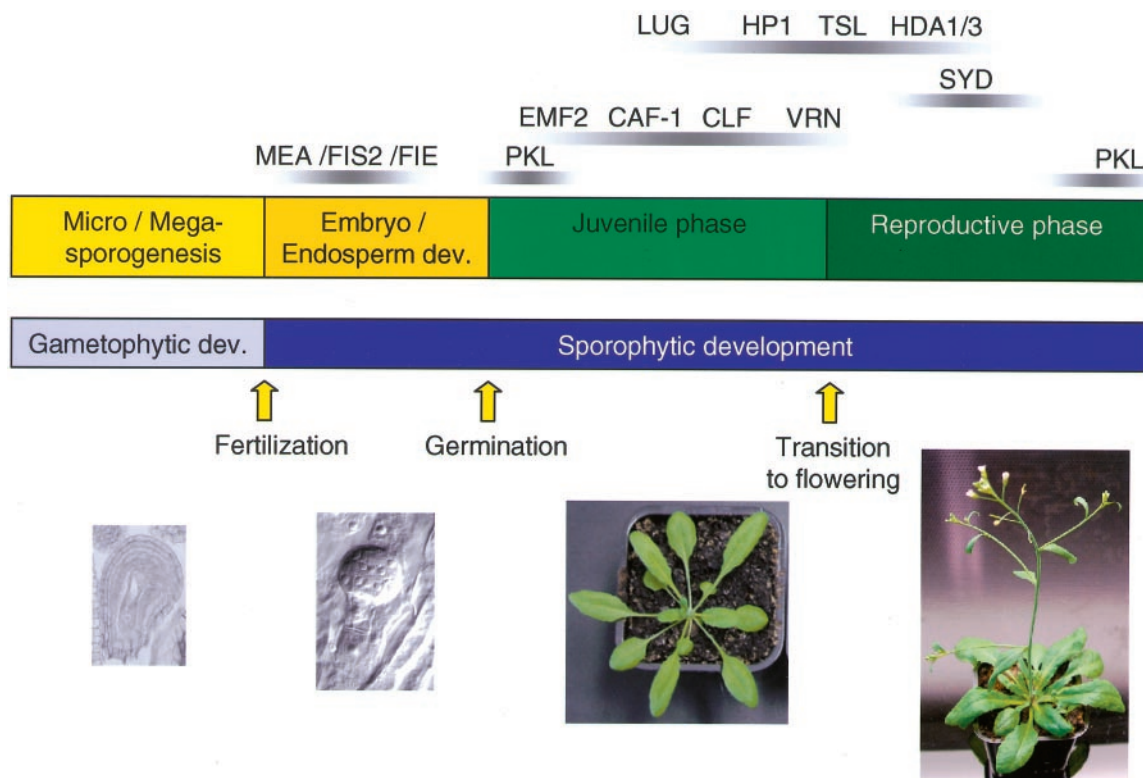 LUG HP1 TSL HDA1/3
SYD
EMF2 CAF-1 CLF VRN
MEA /FIS2 /FIE PKL PKL
Micro / Mega-
sporogenesis
Embryo /
Endosperm dev.
Juvenile phase
Reproductive phase
Gametophytic dev.
Sporophytic development
Fertilization
Germination
Transition
to flowering